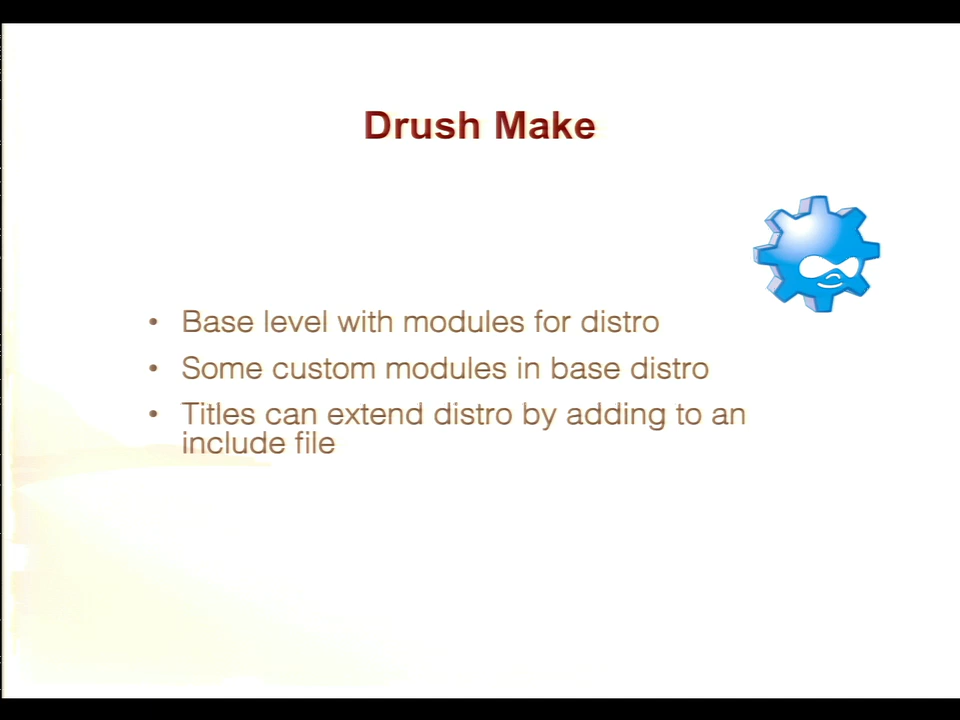 Drush Make
• Base level with modules for distro
• Some custom modules in base distro
• Titles can extend distro by adding to an
include file